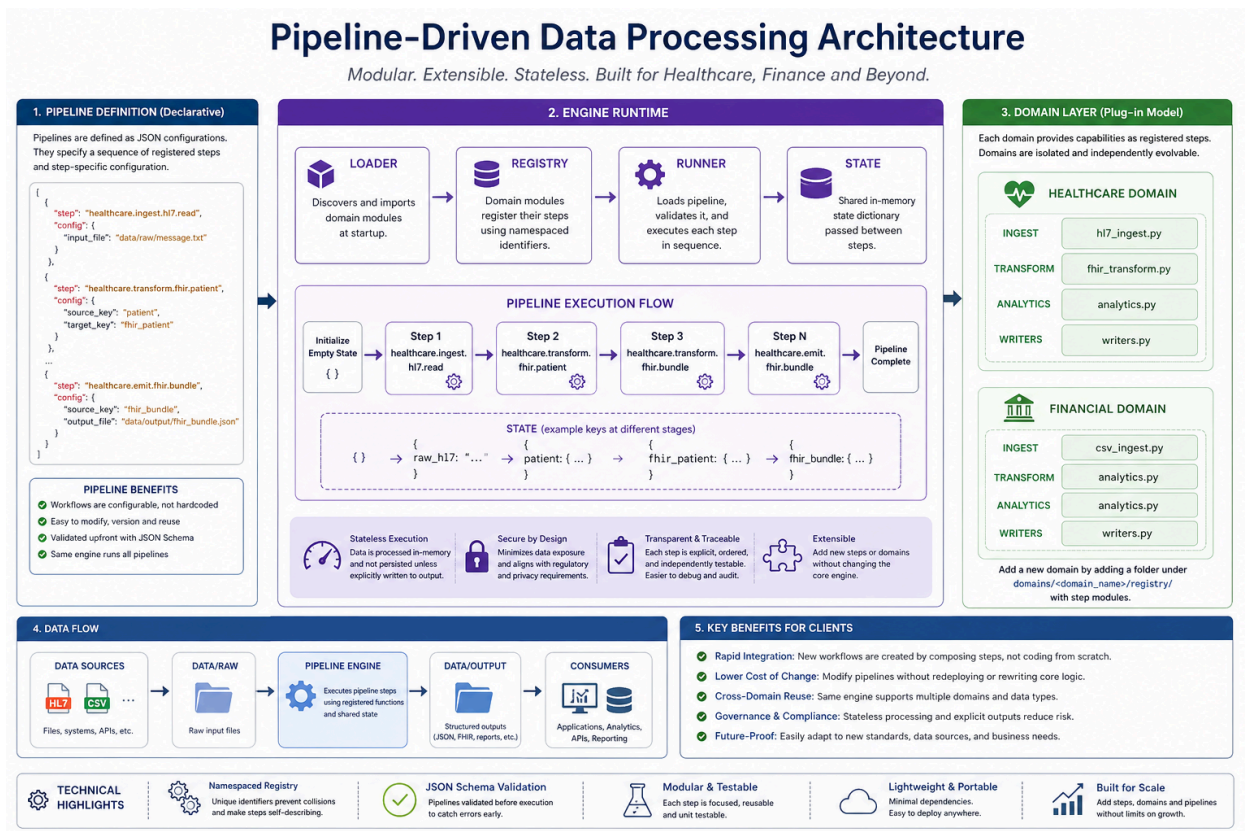 Pipeline-Driven Data Processing Architecture
Modular. Extensible. Stateless. Built for Healthcare, Finance and Beyond.
1. PIPELINE DEFINITION (Declarative)
Pipelines are defined as JSON configurations.
They specify a sequence of registered steps
and step-specific configuration.
{
{
"step": "healthcare.ingest.hl7.read",
"config": {
"input_file": "data/raw/message.txt"
}
},
{
"step": "healthcare.transform.fhir.patient",
"config": {
"source_key": "patient",
"target_key": "fhir_patient"
}
},
...
{
"step": "healthcare.emit.fhir.bundle",
"config": {
"source_key": "fhir_bundle",
"output_file": "data/output/fhir_bundle.json"
}
}
]
PIPELINE BENEFITS
Workflows are configurable, not hardcoded
Easy to modify, version and reuse
Validated upfront with JSON Schema
Same engine runs all pipelines
2. ENGINE RUNTIME
LOADER
Discovers and imports
domain modules
at startup.
REGISTRY
Domain modules
register their steps
using namespaced
identifiers.
RUNNER
Loads pipeline,
validates it, and
executes each step
in sequence.
STATE
Shared in-memory
state dictionary
passed between
steps.
PIPELINE EXECUTION FLOW
Initialize
Empty State
{ }
Step 1
healthcare.ingest.
hl7.read
Step 2
healthcare.transform.
fhir.patient
Step 3
healthcare.transform.
fhir.bundle
Step N
healthcare.emit.
fhir.bundle
Pipeline
Complete
STATE (example keys at different stages)
{ }
{
raw_hl7: "..."
}
{
patient: { ... }
}
{
fhir_patient: { ... }
}
{
fhir_bundle: { ... }
}
Stateless Execution
Data is processed in-memory
and not persisted unless
explicitly written to output.
Secure by Design
Minimizes data exposure
and aligns with regulatory
and privacy requirements.
Transparent & Traceable
Each step is explicit, ordered,
and independently testable.
Easier to debug and audit.
Extensible
Add new steps or domains
without changing the
core engine.
3. DOMAIN LAYER (Plug-in Model)
Each domain provides capabilities as registered steps.
Domains are isolated and independently evolvable.
HEALTHCARE DOMAIN
INGEST hl7_ingest.py
TRANSFORM fhir_transform.py
ANALYTICS analytics.py
WRITERS writers.py
FINANCIAL DOMAIN
INGEST csv_ingest.py
TRANSFORM analytics.py
ANALYTICS analytics.py
WRITERS writers.py
Add a new domain by adding a folder under
domains/<domain_name>/registry/
with step modules.
4. DATA FLOW
DATA SOURCES
HL7 CSV ...
Files, systems, APIs, etc.
DATA/RAW
Raw input files
PIPELINE ENGINE
Executes pipeline steps
using registered functions
and shared state
DATA/OUTPUT
Structured outputs
(JSON, FHIR, reports, etc.)
CONSUMERS
Applications, Analytics,
APIs, Reporting
5. KEY BENEFITS FOR CLIENTS
Rapid Integration: New workflows are created by composing steps, not coding from scratch.
Lower Cost of Change: Modify pipelines without redeploying or rewriting core logic.
Cross-Domain Reuse: Same engine supports multiple domains and data types.
Governance & Compliance: Stateless processing and explicit outputs reduce risk.
Future-Proof: Easily adapt to new standards, data sources, and business needs.
TECHNICAL
HIGHLIGHTS
Namespaced Registry
Unique identifiers prevent collisions
and make steps self-describing.
JSON Schema Validation
Pipelines validated before execution
to catch errors early.
Modular & Testable
Each step is focused, reusable
and unit testable.
Lightweight & Portable
Minimal dependencies.
Easy to deploy anywhere.
Built for Scale
Add steps, domains and pipelines
without limits on growth.